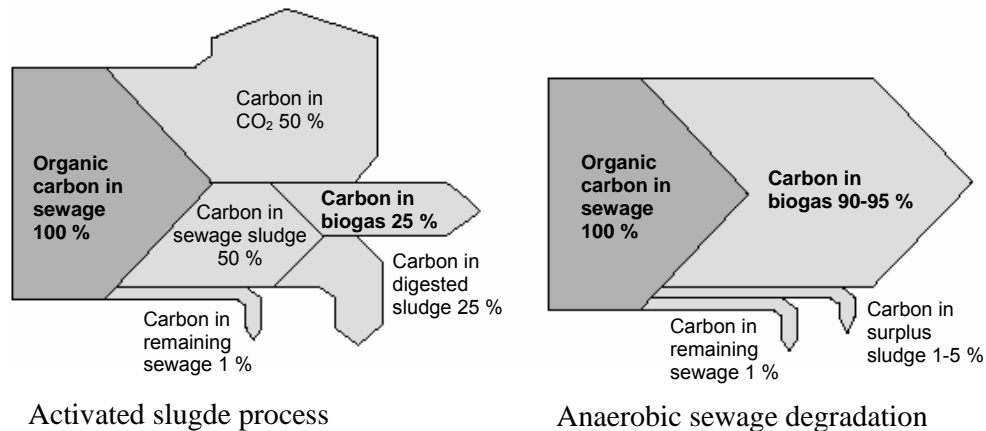 Organic
carbon in
sewage
100 %
Carbon in
CO₂ 50 %
Carbon in
sewage sludge
50 %
Carbon in
biogas 25 %
Carbon in
digested
sludge 25 %
Carbon in
remaining
sewage 1 %
Activated slugde process
Organic
carbon in
sewage
100 %
Carbon in
biogas 90-95 %
Carbon in
remaining
sewage 1 %
Carbon in
surplus
sludge 1-5 %
Anaerobic sewage degradation